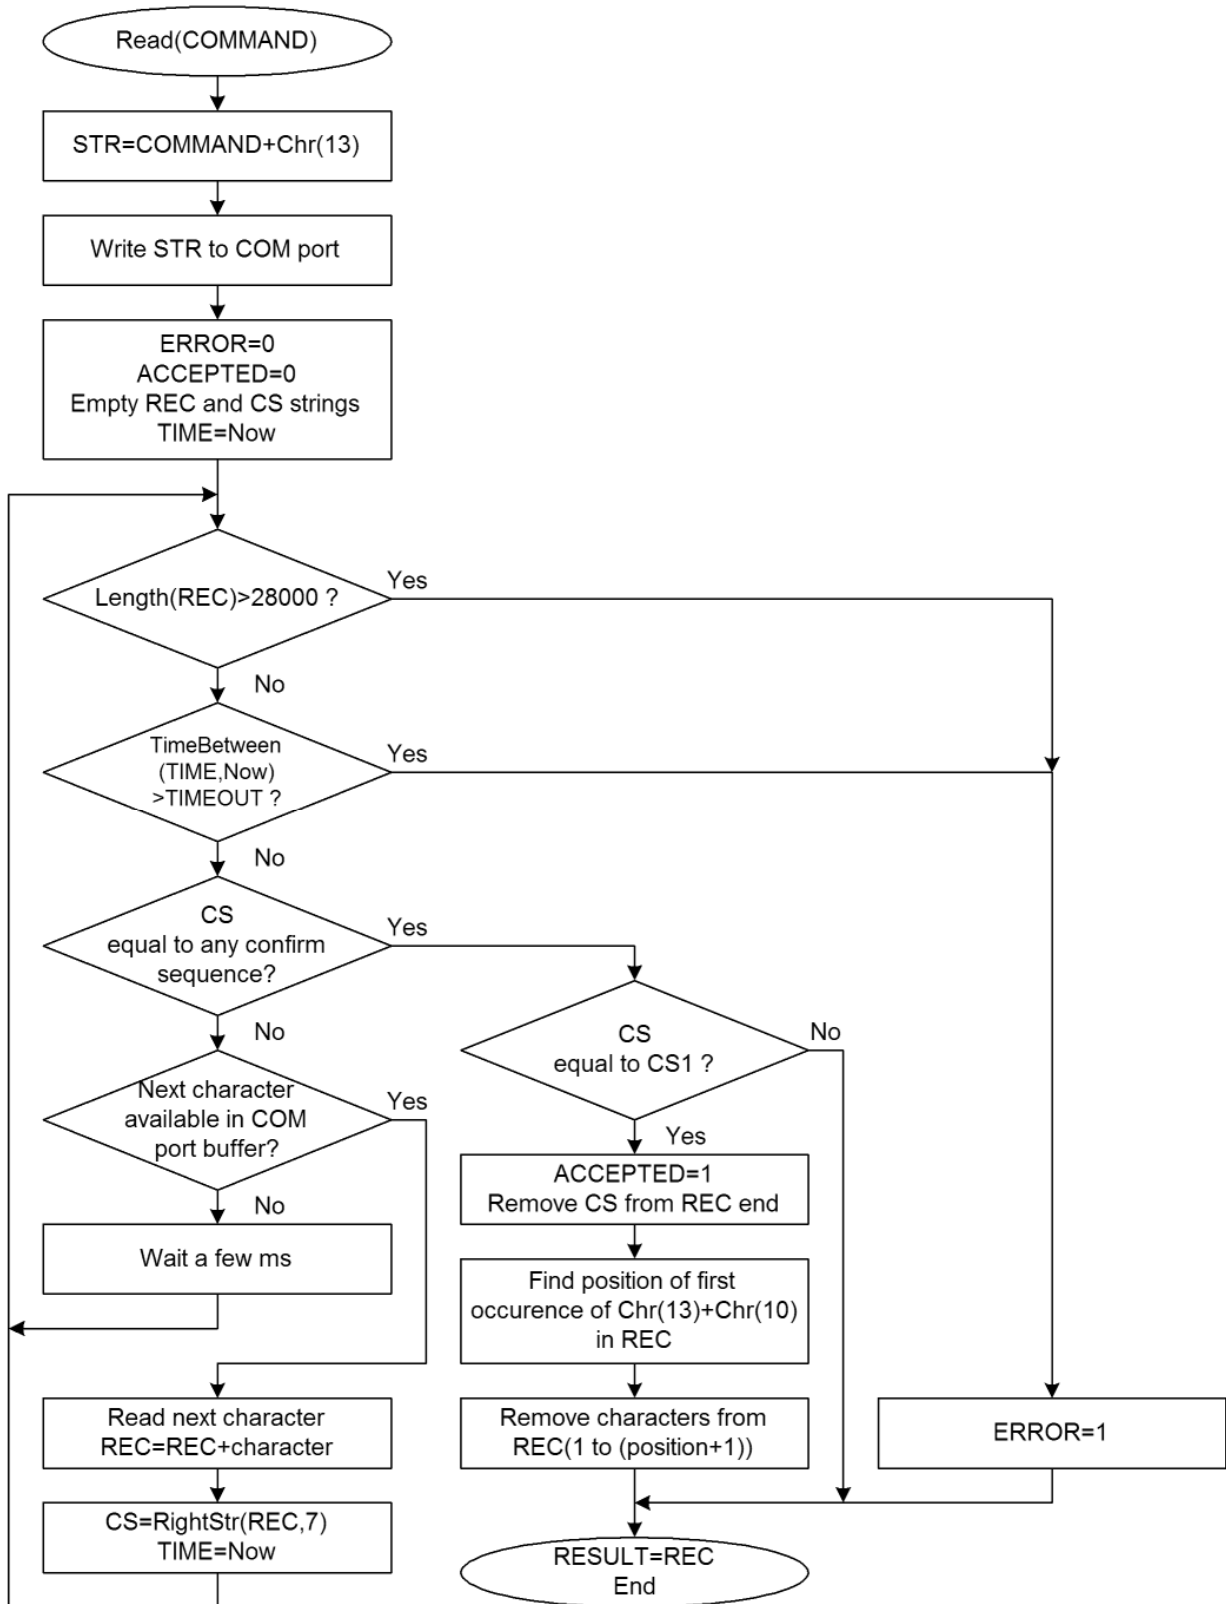 Read(COMMAND)
STR=COMMAND+Chr(13)
Write STR to COM port
ERROR=0
ACCEPTED=0
Empty REC and CS strings
TIME=Now
Length(REC)>28000 ?
Yes
No
TimeBetween
(TIME,Now)
>TIMEOUT ?
Yes
No
CS
equal to any confirm
sequence?
Yes
No
CS
equal to CS1 ?
No
Yes
Next character
available in COM
port buffer?
Yes
No
ACCEPTED=1
Remove CS from REC end
Wait a few ms
Find position of first
occurence of Chr(13)+Chr(10)
in REC
Read next character
REC=REC+character
Remove characters from
REC(1 to (position+1))
ERROR=1
CS=RightStr(REC,7)
TIME=Now
RESULT=REC
End